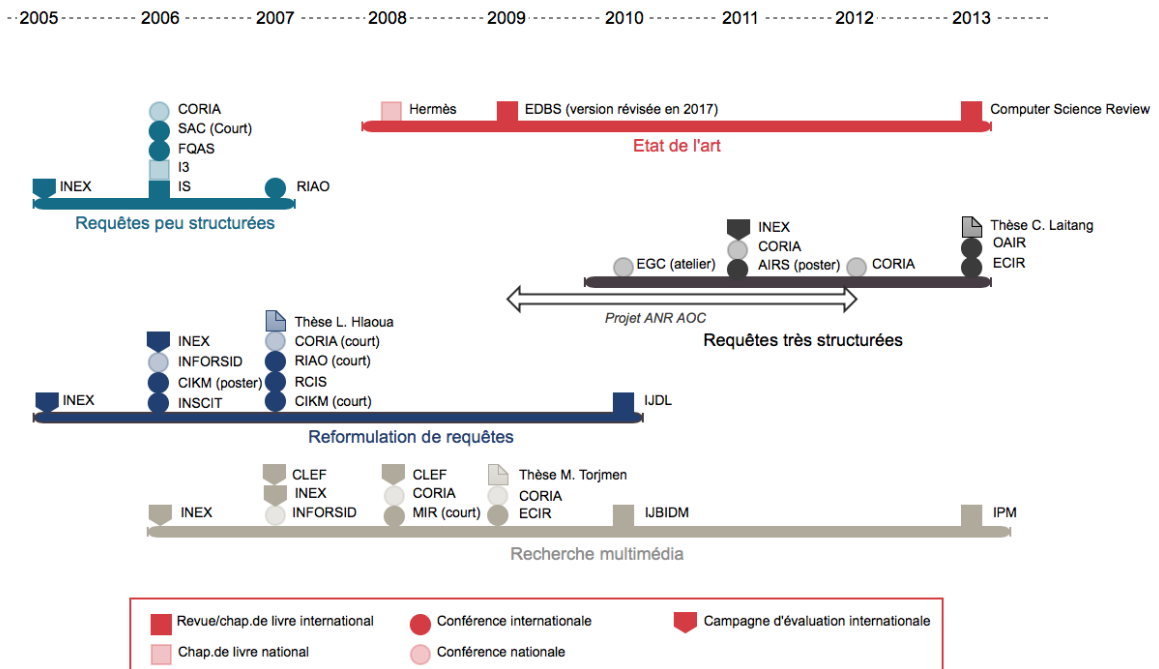 2005 2006 2007 2008 2009 2010 2011 2012 2013
CORIA
SAC (Court)
FQAS
I3
INEX
IS
RIAO
Requêtes peu structurées
Hermès
EDBS (version révisée en 2017)
Computer Science Review
Etat de l'art
INEX
CORIA
EGC (atelier)
AIRS (poster)
CORIA
Thèse C. Laitang
OAIR
ECIR
Projet ANR AOC
Requêtes très structurées
INEX
INEX
INFORSID
CIKM (poster)
INSCIT
Thèse L. Hlaoua
CORIA (court)
RIAO (court)
RCIS
CIKM (court)
IJDL
Reformulation de requêtes
INEX
CLEF
INEX
INFORSID
CLEF
CORIA
MIR (court)
Thèse M. Torjmen
CORIA
ECIR
IJBIDM
IPM
Recherche multimédia
Revue/chap.de livre international
Conférence internationale
Campagne d'évaluation internationale
Chap.de livre national
Conférence nationale